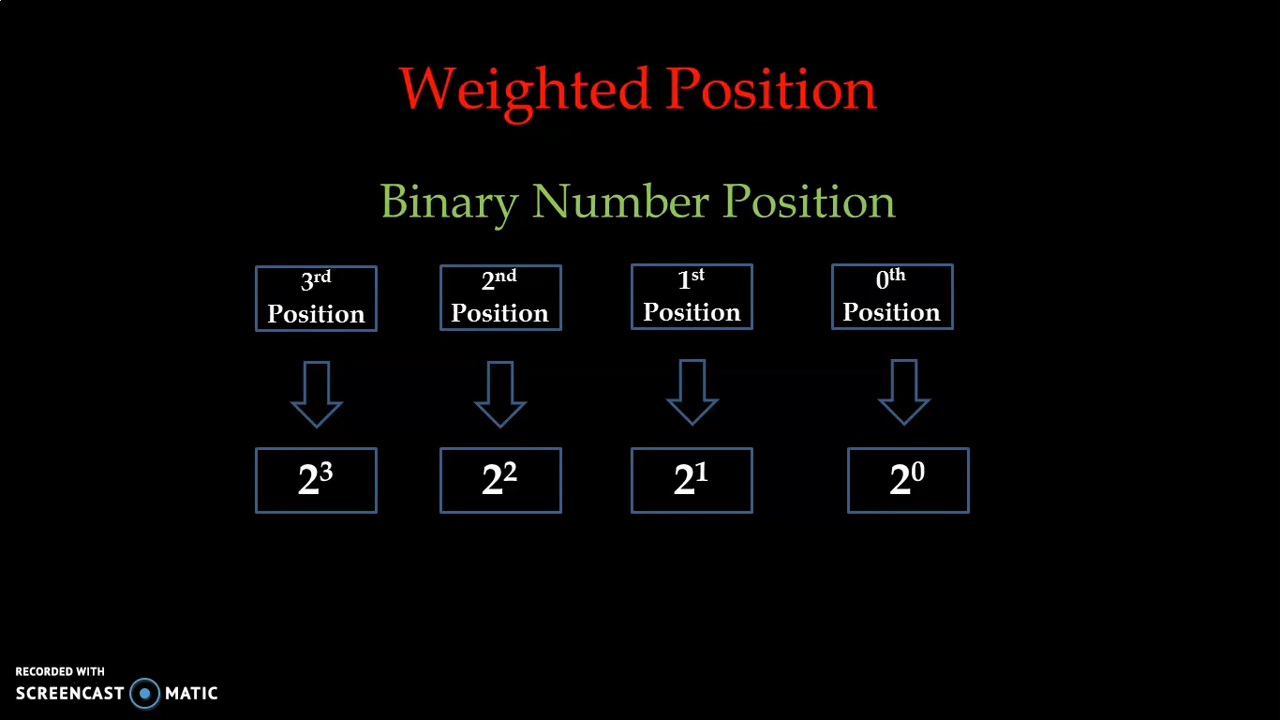 Weighted Position
Binary Number Position
3rd Position
2nd Position
1st Position
0th Position
2³
2²
2¹
2⁰
RECORDED WITH
SCREENCAST MATIC